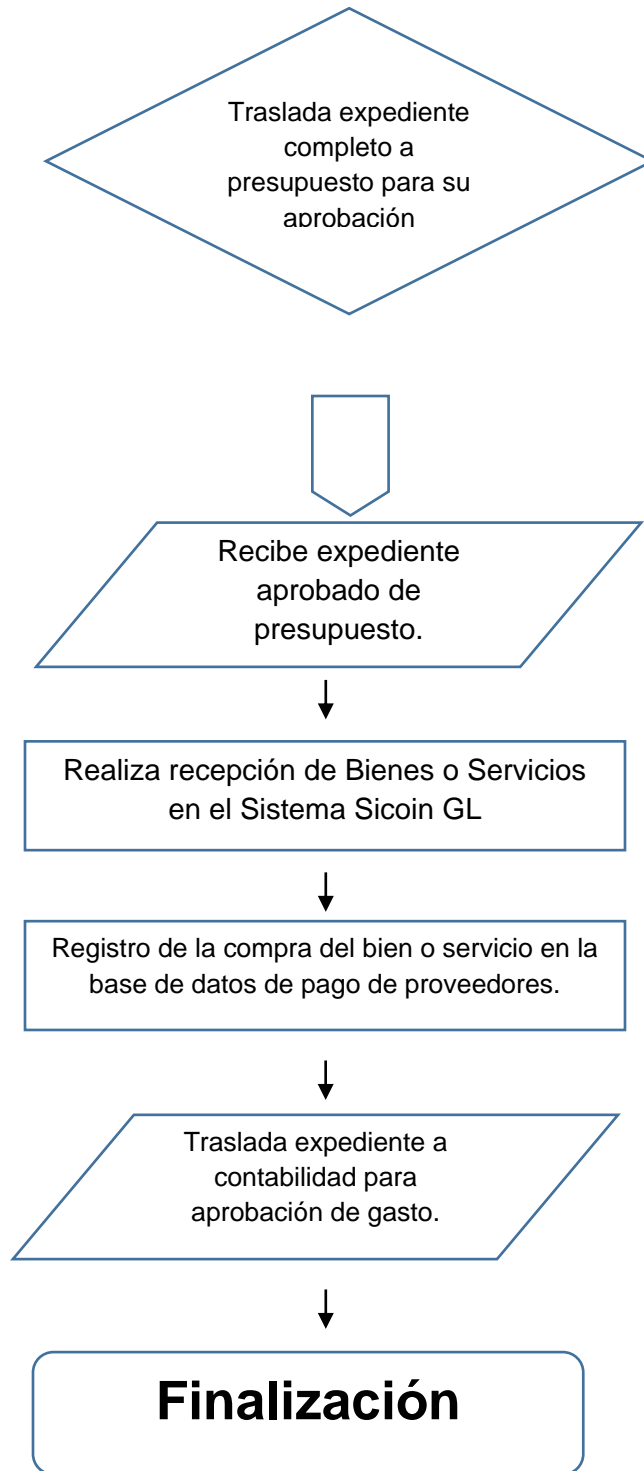 Traslada expediente
completo a
presupuesto para su
aprobación
Recibe expediente
aprobado de
presupuesto.
Realiza recepción de Bienes o Servicios
en el Sistema Sicoin GL
Registro de la compra del bien o servicio en la
base de datos de pago de proveedores.
Traslada expediente a
contabilidad para
aprobación de gasto.
Finalización